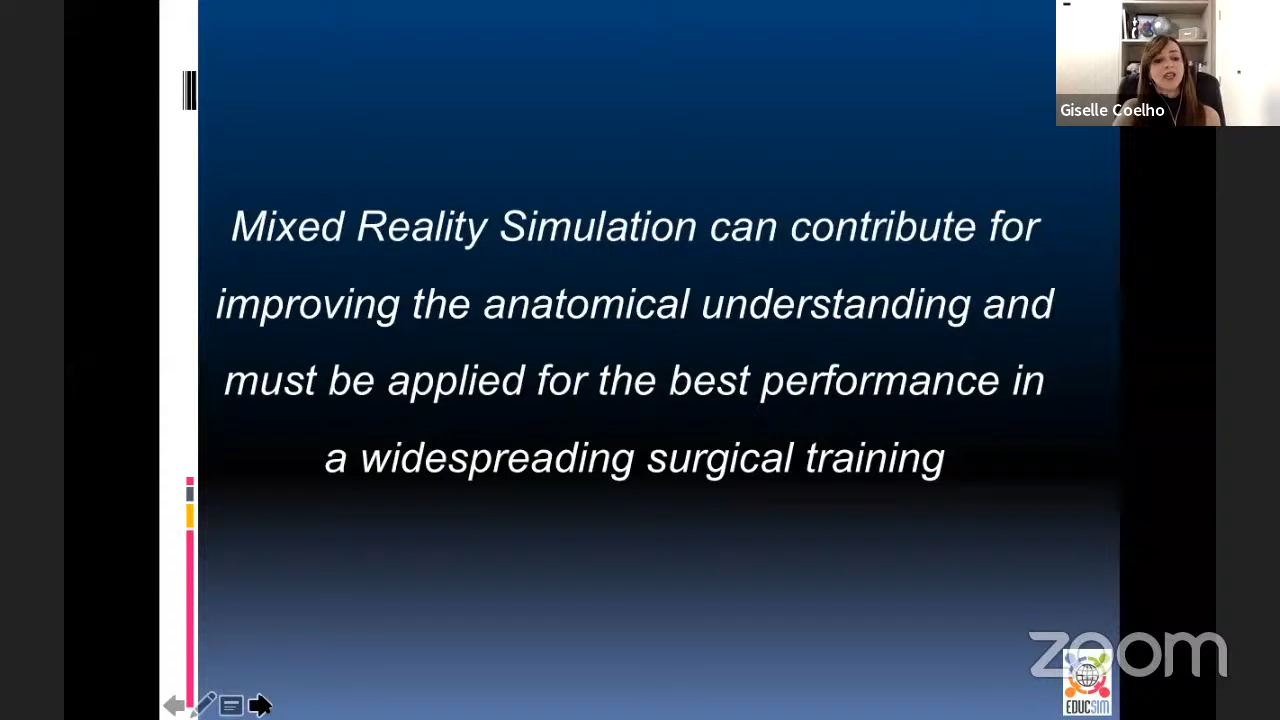 Giselle Coelho
Mixed Reality Simulation can contribute for
improving the anatomical understanding and
must be applied for the best performance in
a widespreading surgical training
zoom
EDUCSIM